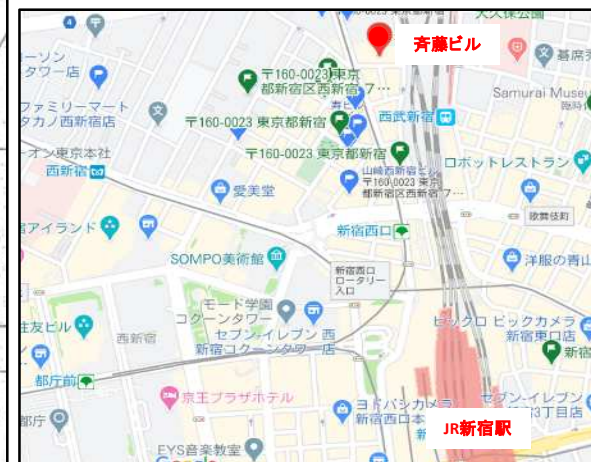 斉藤ビル
大久保公園
ーソン
タワー店
〒160-0023 東京
都新宿区西新宿 7…
碁席秀
Samurai Muse
臨時休
ファミリーマート
タカノ西新宿店
〒160-0023 東京都新宿
西武新宿
オン東京本社
〒160-0023 東京都新宿
西新宿
山崎西新宿ビル
〒160-0023 東京
都新宿区西新宿 7…
ロボットレストラン
愛美堂
歌舞伎町
アイランド
新宿西口
SOMPO美術館
洋服の青山
新宿西口
ロータリー
入口
モード学園
コクーンタワー
住友ビル
西新宿
セブン-イレブン 西
新宿コクーンタワー店
ビックロ ビックカメラ
新宿東口店
新宿
都庁前
京王プラザホテル
ヨドバシカメラ
新宿西口本
セブン-イレブン
3丁目店
都庁
JR新宿駅
EYS音楽教室
Google